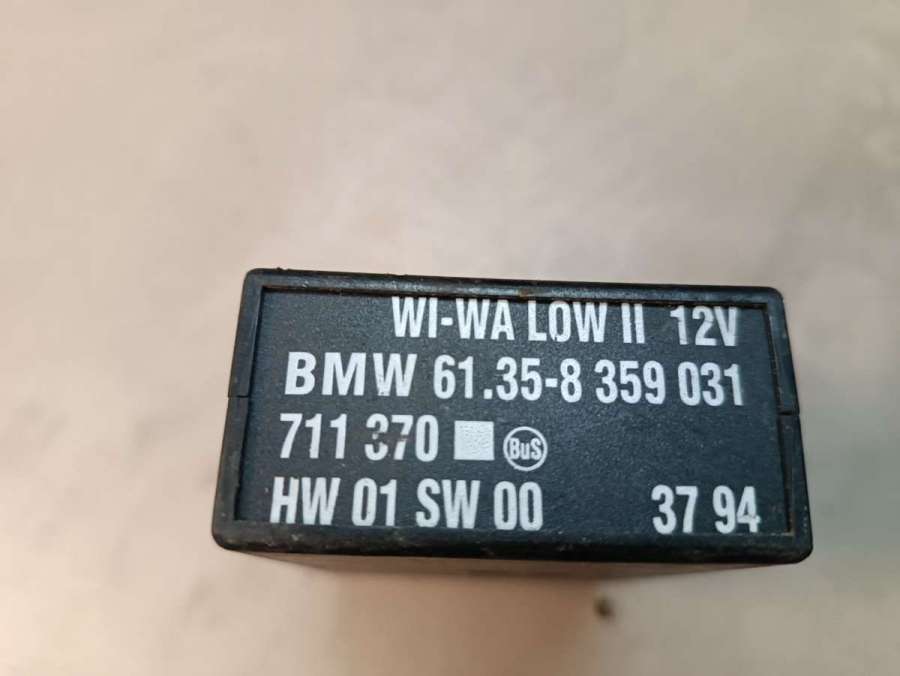 WI-WA LOW II 12V
BMW 61.35-8 359 031
711 370 BuS
HW 01 SW 00 37 94